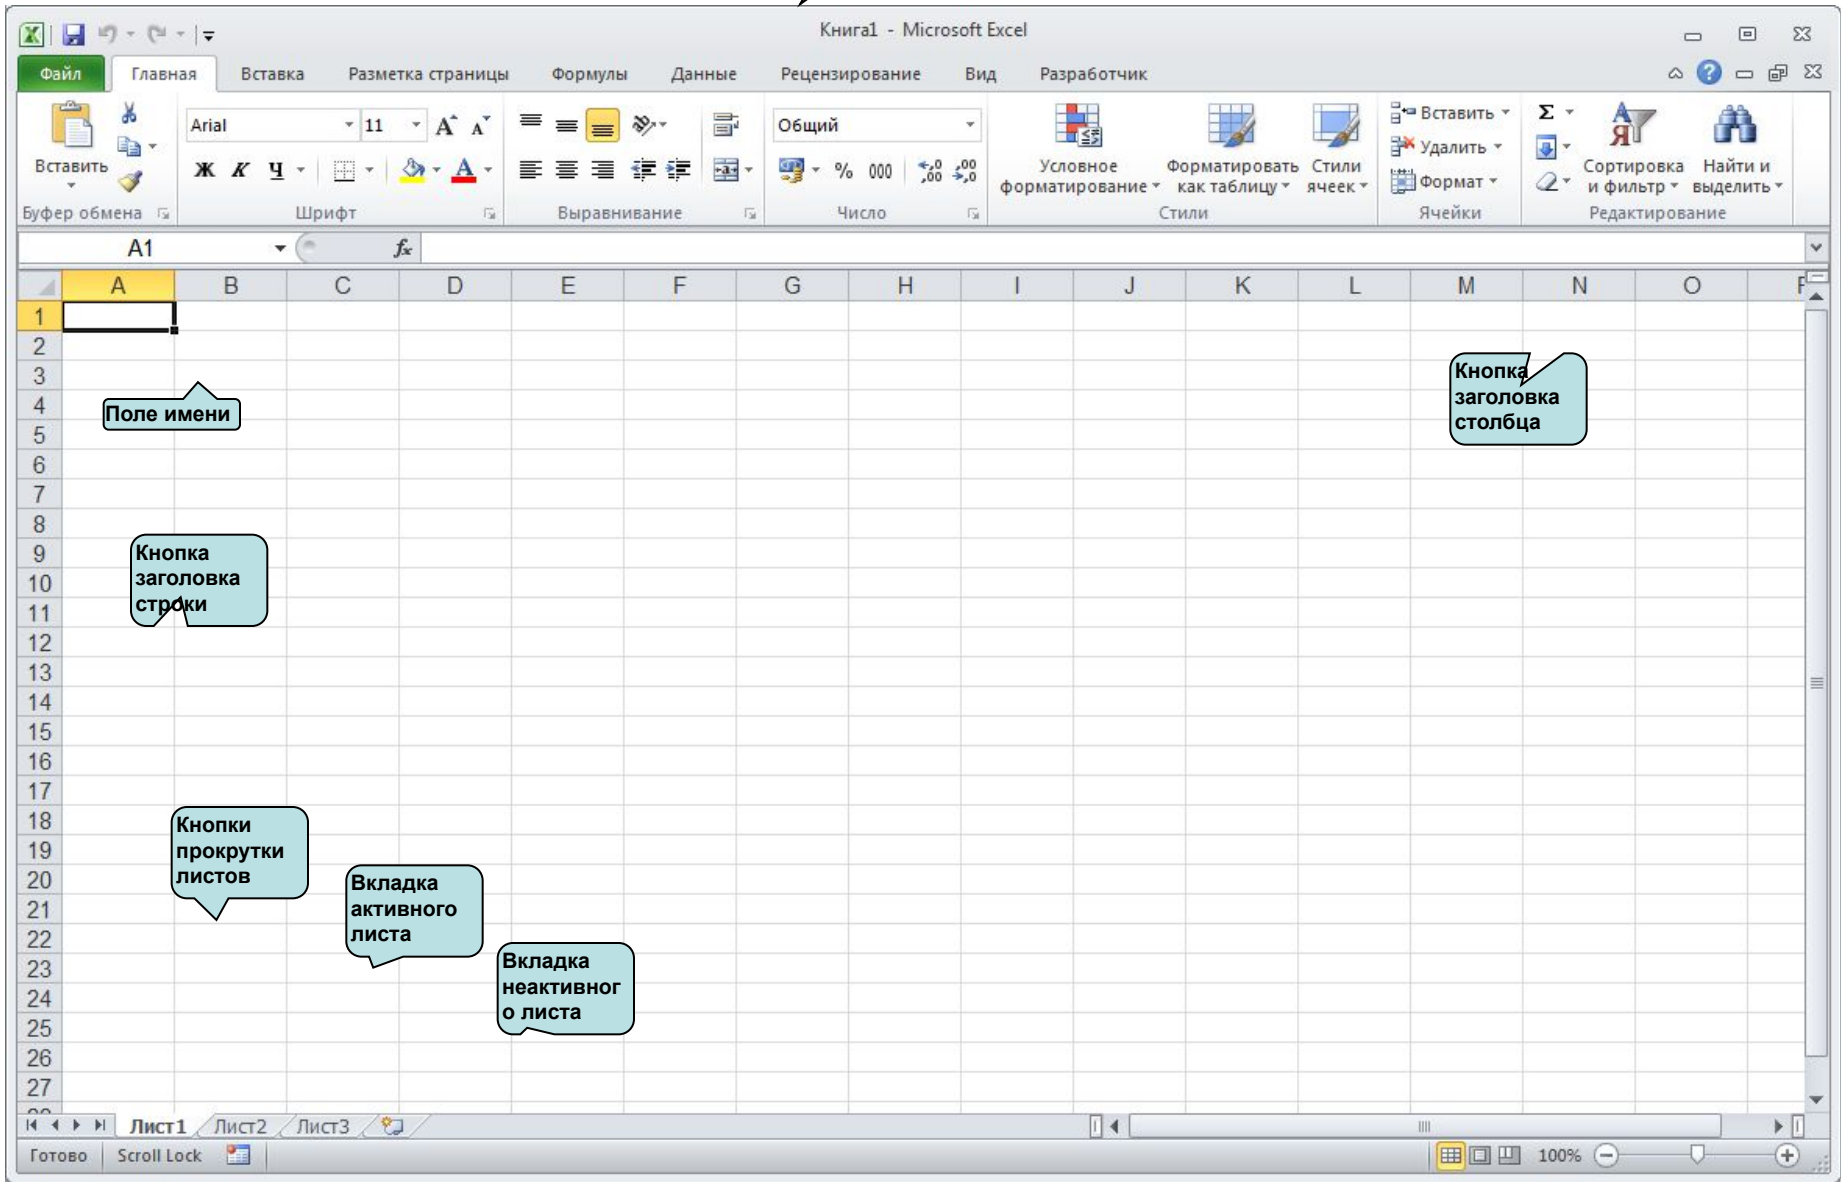 Книга1 - Microsoft Excel
Файл Главная Вставка Разметка страницы Формулы Данные Рецензирование Вид Разработчик
Arial 11 Общий
Вставить
Ж К Ч % 000
Условное форматирование
Форматировать как таблицу
Стили ячеек
Вставить
Удалить
Формат
Сортировка и фильтр
Найти и выделить
Буфер обмена Шрифт Выравнивание Число Стили Ячейки Редактирование
A1 fx
A B C D E F G H I J K L M N O
1
2
3
4
5
6
7
8
9
10
11
12
13
14
15
16
17
18
19
20
21
22
23
24
25
26
27
Поле имени
Кнопка
заголовка
столбца
Кнопка
заголовка
строки
Кнопки
прокрутки
листов
Вкладка
активного
листа
Вкладка
неактивног
о листа
Лист1 Лист2 Лист3
Готово Scroll Lock 100%